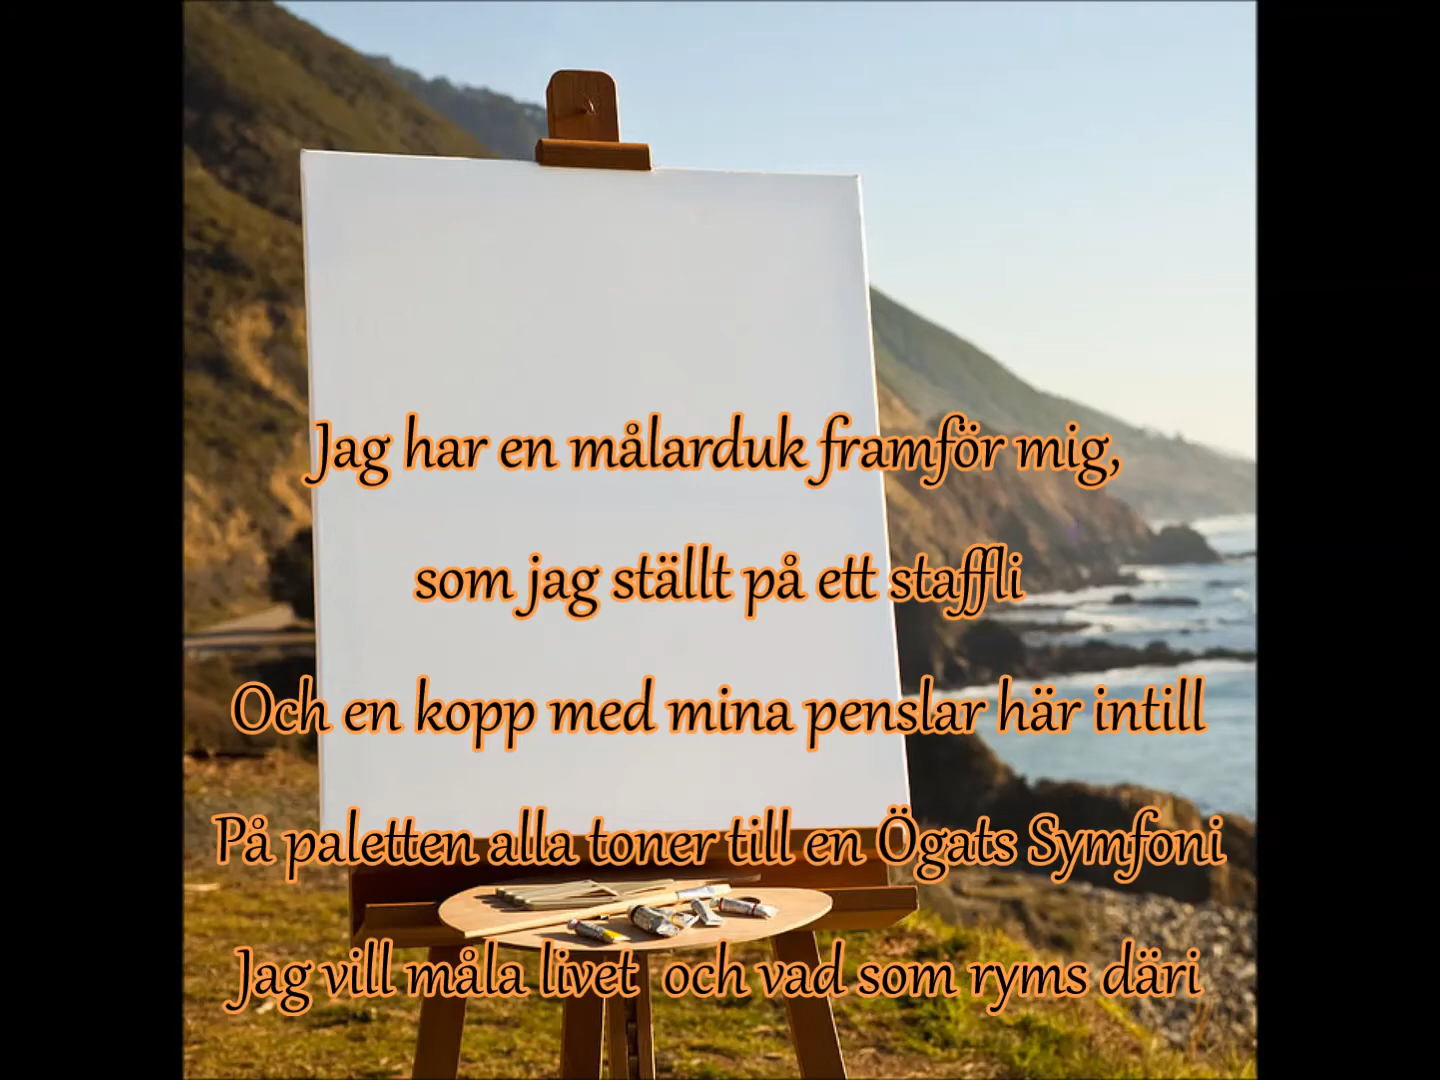 Jag har en målarduk framför mig,
som jag ställt på ett staffli
Och en kopp med mina penslar här intill
På paletten alla toner till en Ögats Symfoni
Jag vill måla livet  och vad som ryms däri